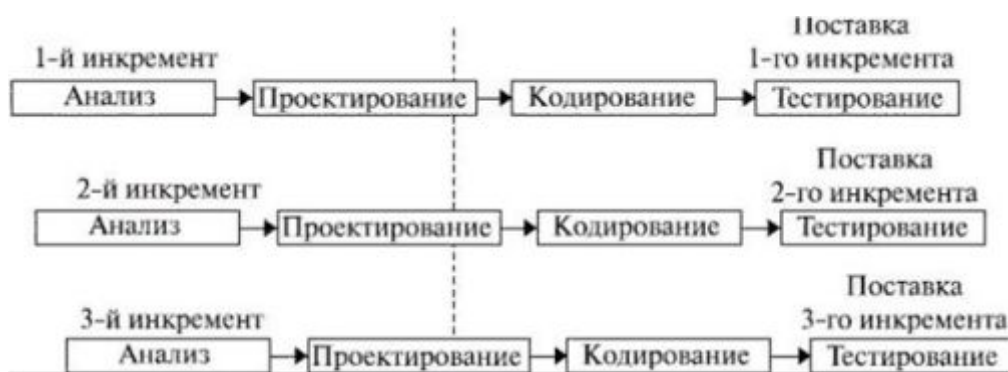 Поставка
1-й инкремент 1-го инкремента
Анализ Проектирование Кодирование Тестирование
Поставка
2-й инкремент 2-го инкремента
Анализ Проектирование Кодирование Тестирование
Поставка
3-й инкремент 3-го инкремента
Анализ Проектирование Кодирование Тестирование